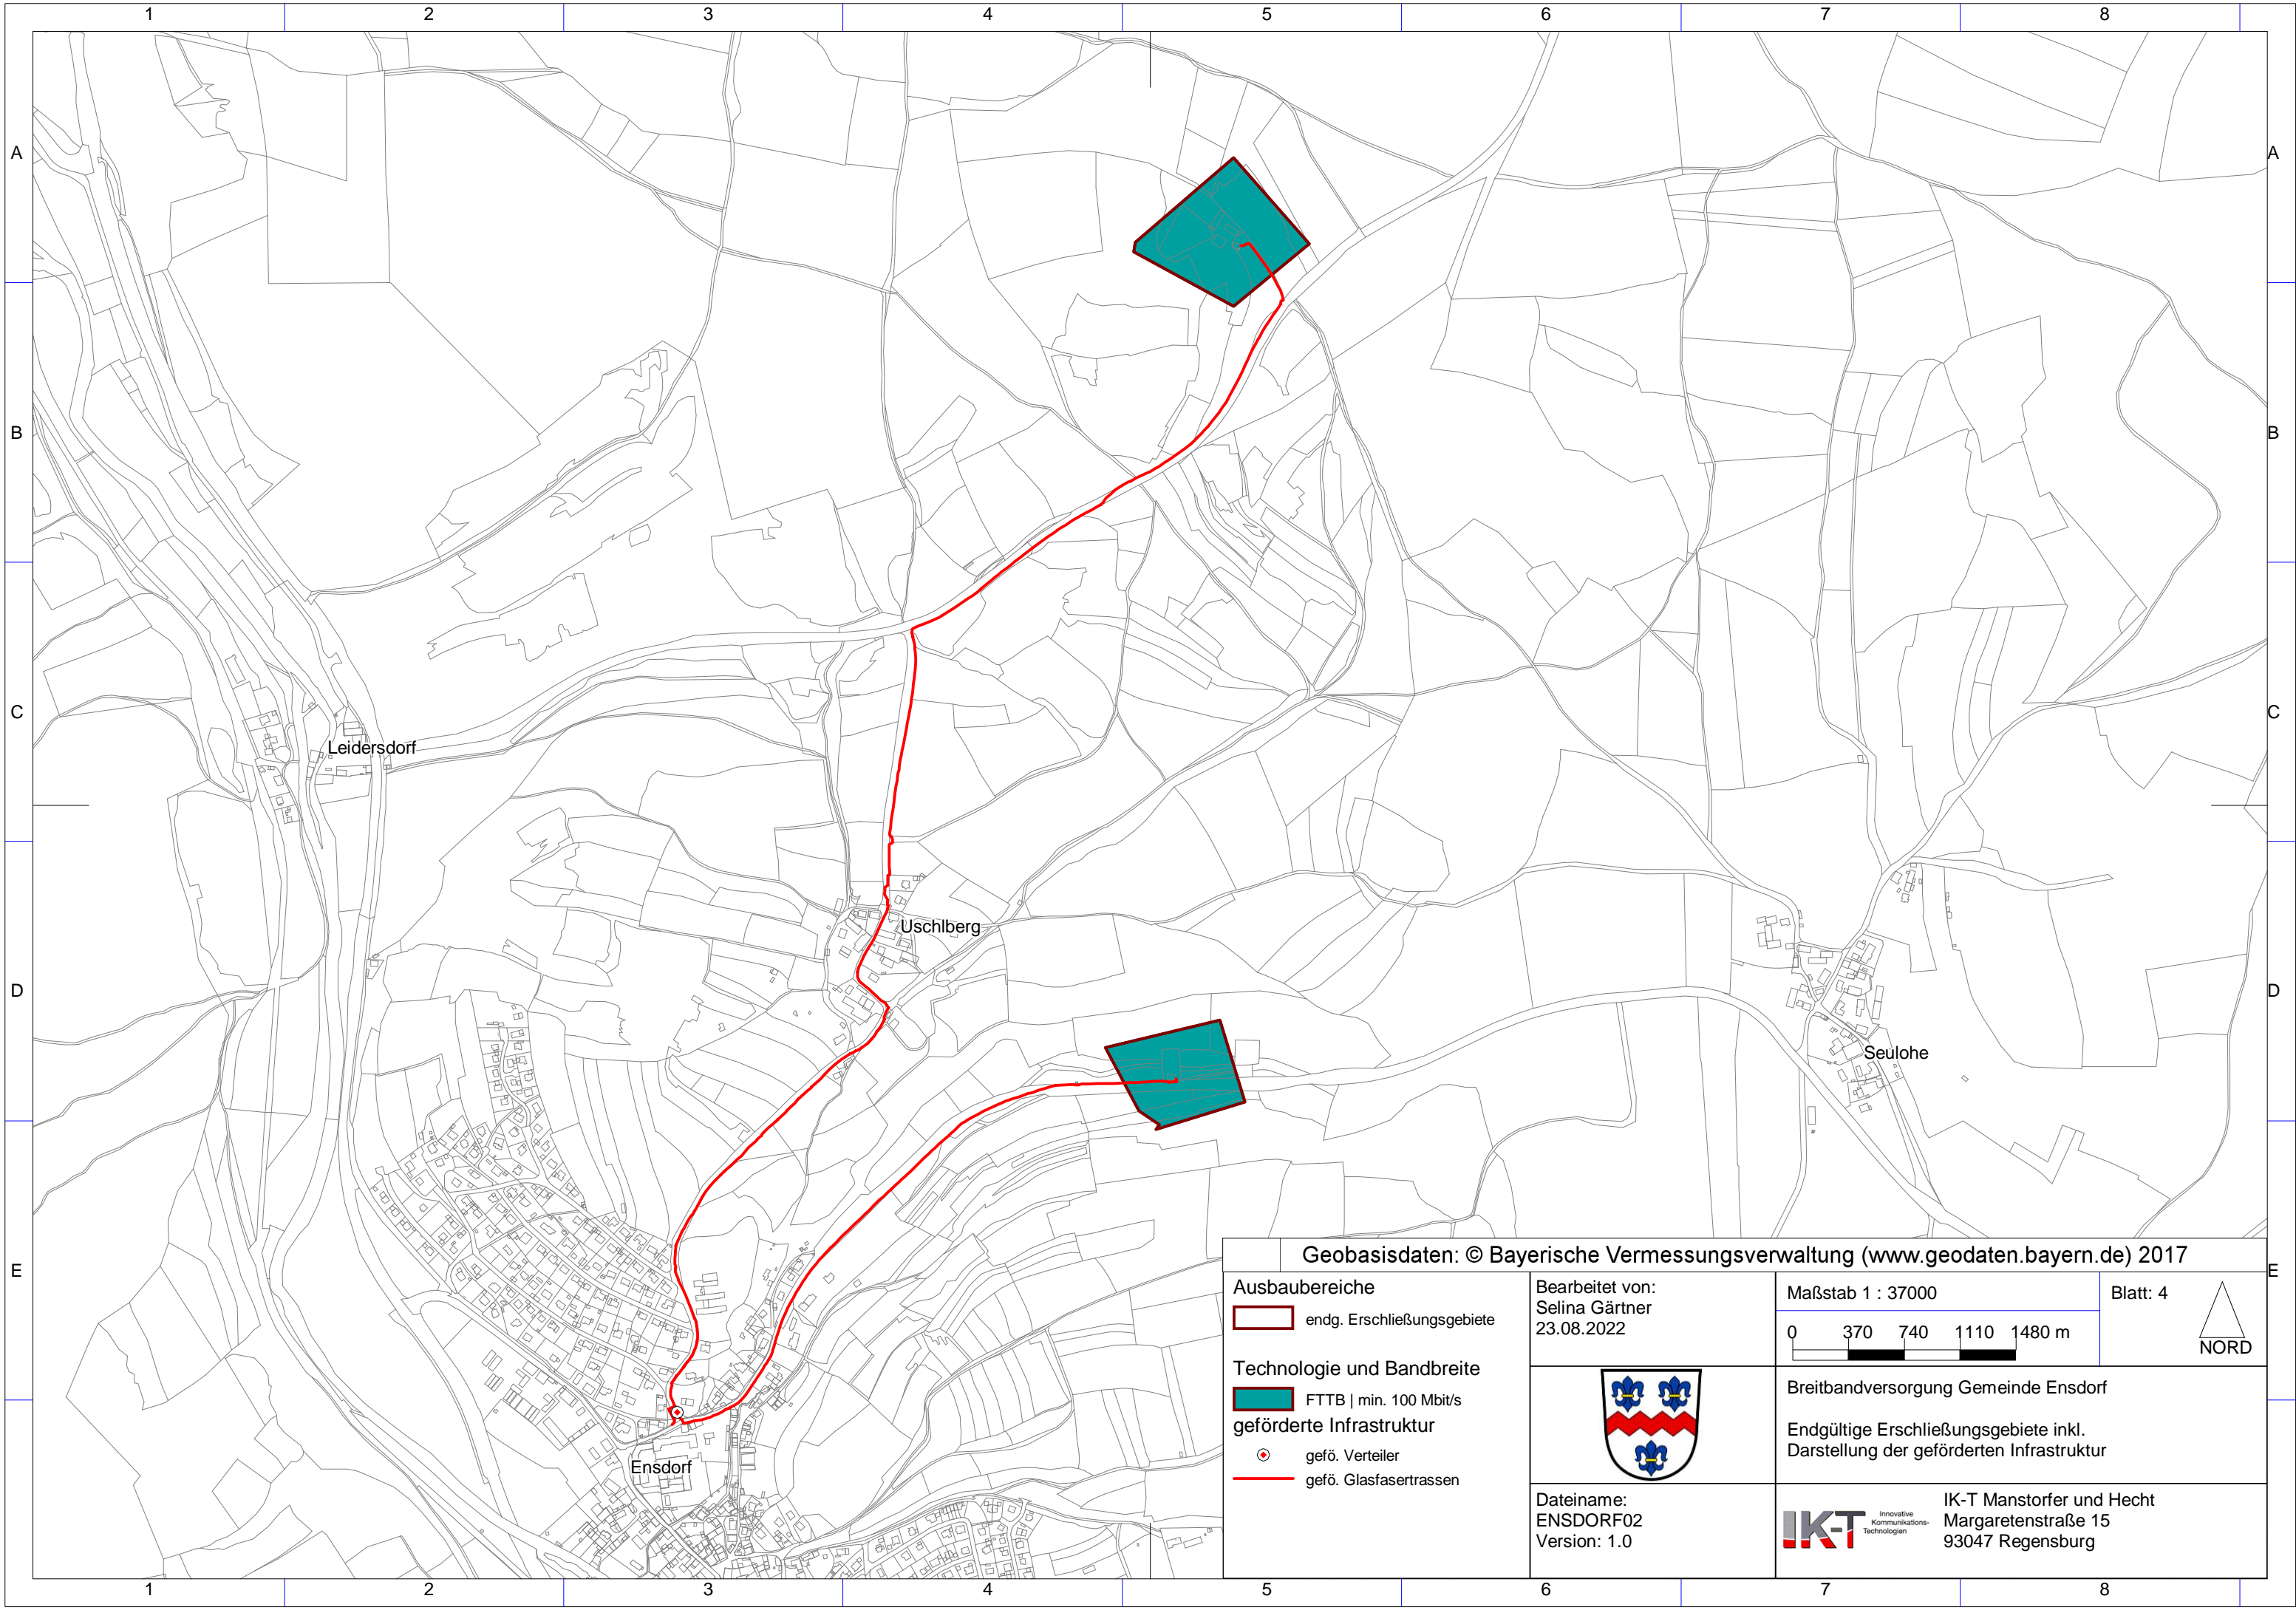 1 2 3 4 5 6 7 8
A A
B B
C C
Leidersdorf
Uschlberg
D D
Seulohe
E E
Ensdorf
Geobasisdaten: © Bayerische Vermessungsverwaltung (www.geodaten.bayern.de) 2017
Ausbaubereiche
endg. Erschließungsgebiete
Technologie und Bandbreite
FTTB | min. 100 Mbit/s
geförderte Infrastruktur
gefö. Verteiler
gefö. Glasfasertrassen
Bearbeitet von:
Selina Gärtner
23.08.2022
Maßstab 1 : 37000
0 370 740 1110 1480 m
Blatt: 4
NORD
Breitbandversorgung Gemeinde Ensdorf
Endgültige Erschließungsgebiete inkl.
Darstellung der geförderten Infrastruktur
Dateiname:
ENSDORF02
Version: 1.0
IK-T
Innovative
Kommunikations-
Technologien
IK-T Manstorfer und Hecht
Margaretenstraße 15
93047 Regensburg
1 2 3 4 5 6 7 8